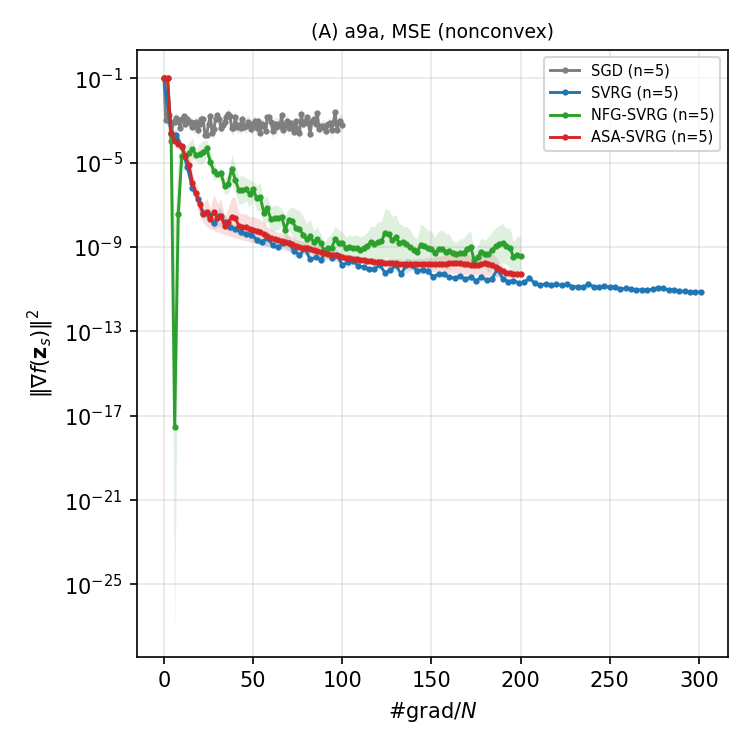 (A) a9a, MSE (nonconvex)
SGD (n=5)
SVRG (n=5)
NFG-SVRG (n=5)
ASA-SVRG (n=5)
10⁻¹
10⁻⁵
10⁻⁹
10⁻¹³
10⁻¹⁷
10⁻²¹
10⁻²⁵
‖∇f(𝐳ₛ)‖²
0 50 100 150 200 250 300
#grad/N